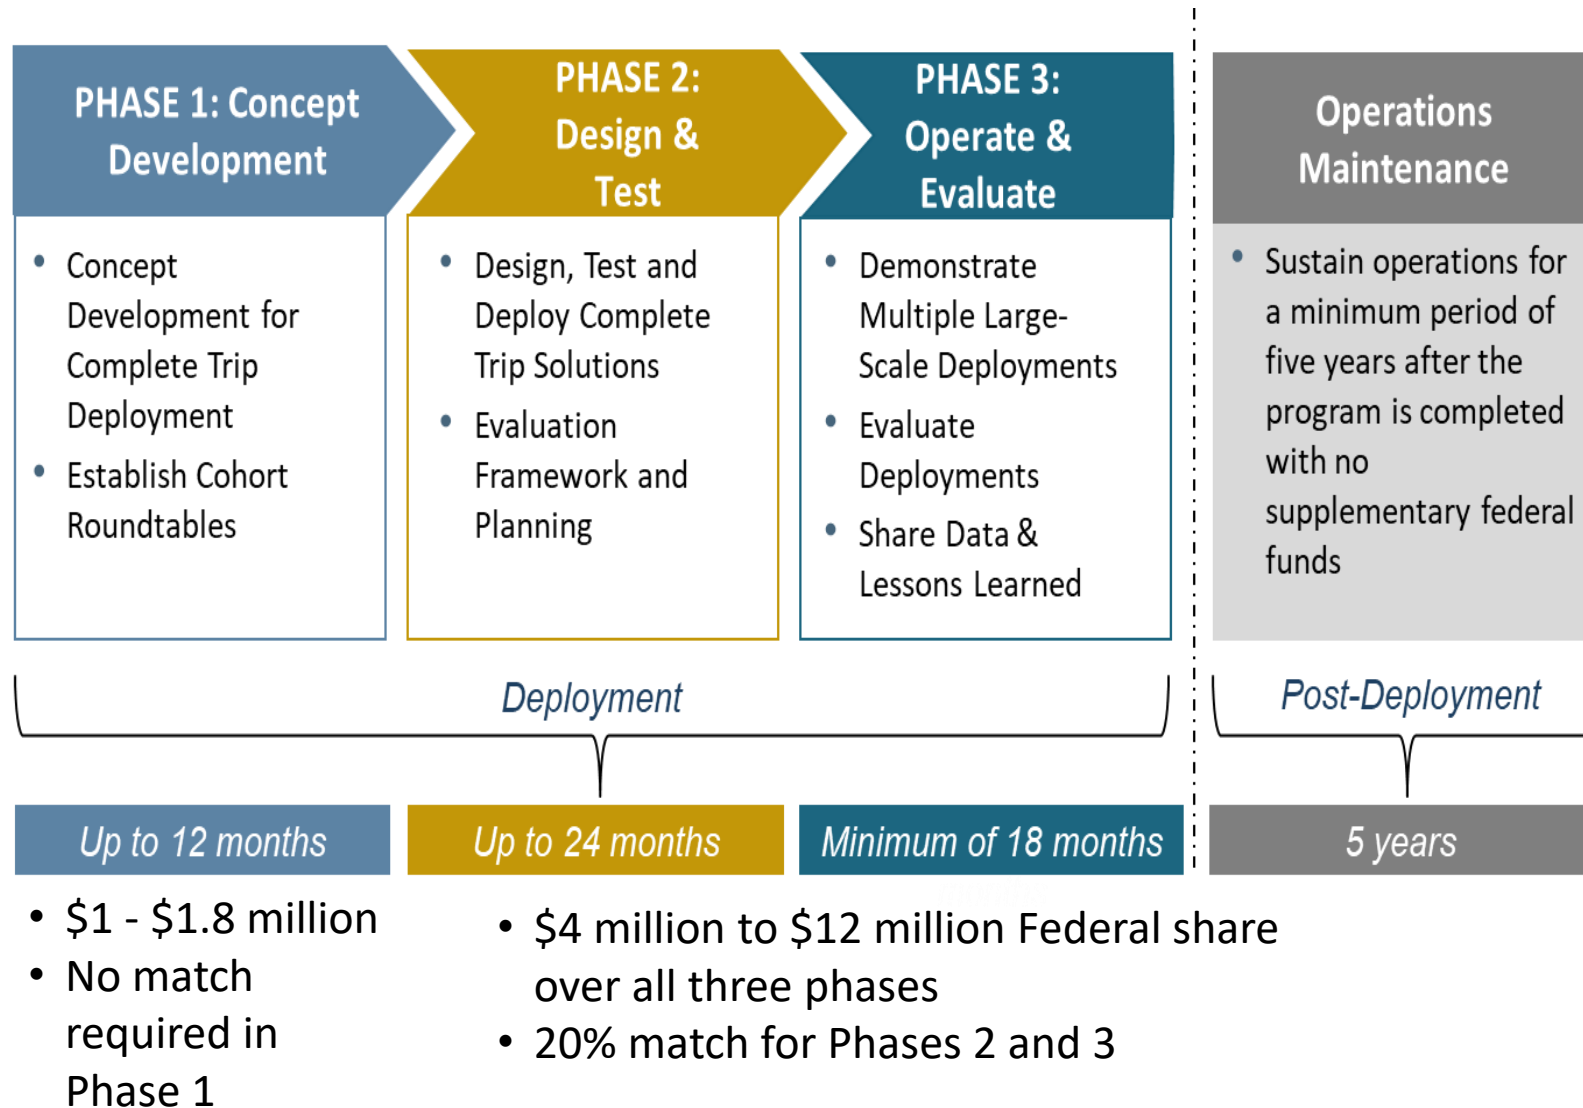 PHASE 1: Concept
Development
• Concept
Development for
Complete Trip
Deployment
• Establish Cohort
Roundtables
PHASE 2:
Design &
Test
• Design, Test and
Deploy Complete
Trip Solutions
• Evaluation
Framework and
Planning
PHASE 3:
Operate &
Evaluate
• Demonstrate
Multiple Large-
Scale Deployments
• Evaluate
Deployments
• Share Data &
Lessons Learned
Operations
Maintenance
• Sustain operations for
a minimum period of
five years after the
program is completed
with no
supplementary federal
funds
Deployment
Post-Deployment
Up to 12 months
Up to 24 months
Minimum of 18 months
5 years
• $1 - $1.8 million
• No match
required in
Phase 1
• $4 million to $12 million Federal share
over all three phases
• 20% match for Phases 2 and 3